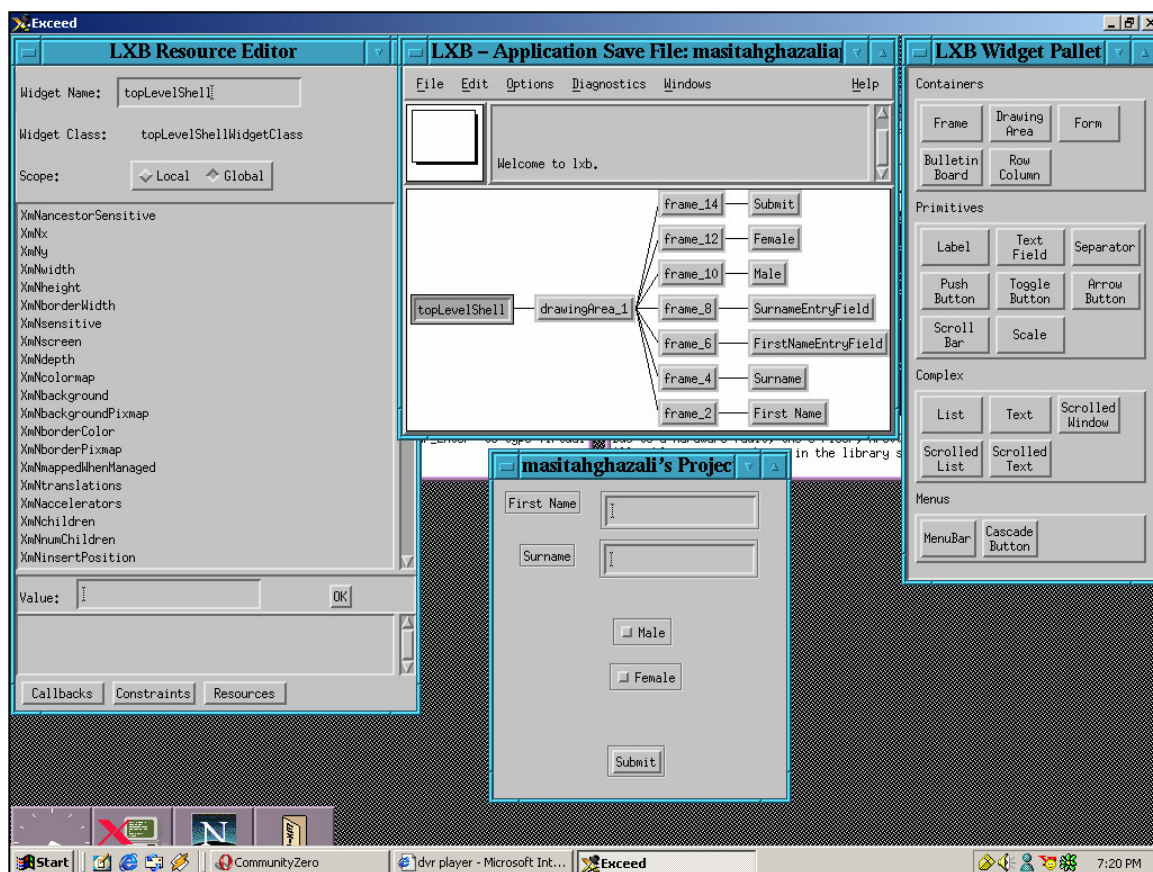 Exceed
LXB Resource Editor
Widget Name: topLevelShell
Widget Class: topLevelShellWidgetClass
Scope: Local Global
XmNancestorSensitive
XmNx
XmNy
XmNwidth
XmNheight
XmNborderWidth
XmNsensitive
XmNscreen
XmNdepth
XmNcolormap
XmNbackground
XmNbackgroundPixmap
XmNborderColor
XmNborderPixmap
XmNmappedWhenManaged
XmNtranslations
XmNaccelerators
XmNchildren
XmNnumChildren
XmNinsertPosition
Value:
OK
Callbacks Constraints Resources
LXB – Application Save File: masitahghazalia
File Edit Options Diagnostics Windows Help
Welcome to lxb.
frame_14 Submit
frame_12 Female
frame_10 Male
topLevelShell drawingArea_1 frame_8 SurnameEntryField
frame_6 FirstNameEntryField
frame_4 Surname
frame_2 First Name
to type
in the library s
masitahghazali's Projec
First Name
Surname
Male
Female
Submit
LXB Widget Pallet
Containers
Frame
Drawing
Area
Form
Bulletin
Board
Row
Column
Primitives
Label
Text
Field
Separator
Push
Button
Toggle
Button
Arrow
Button
Scroll
Bar
Scale
Complex
List
Text
Scrolled
Window
Scrolled
List
Scrolled
Text
Menus
MenuBar
Cascade
Button
N
Start
CommunityZero
dvr player - Microsoft Int...
Exceed
7:20 PM